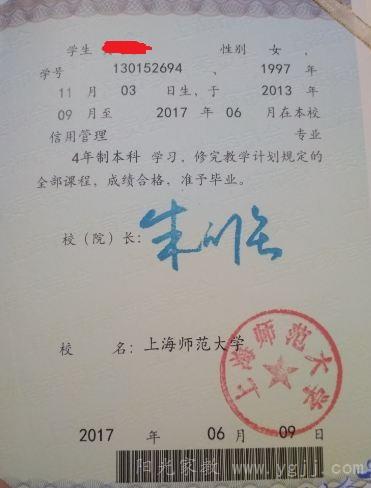 学生 性别 女 ,
学号 130152694 、 1997 年
11 月 03 日生，于 2013 年
09 月至 2017 年 06 月在本校
信用管理 专业
4年制本科 学习，修完教学计划规定的
全部课程，成绩合格，准予毕业。
校（院）长：
校 名：上海师范大学
上海师范大学
2017 年 06 月 09 日
阳光家教 www.ygjj.com